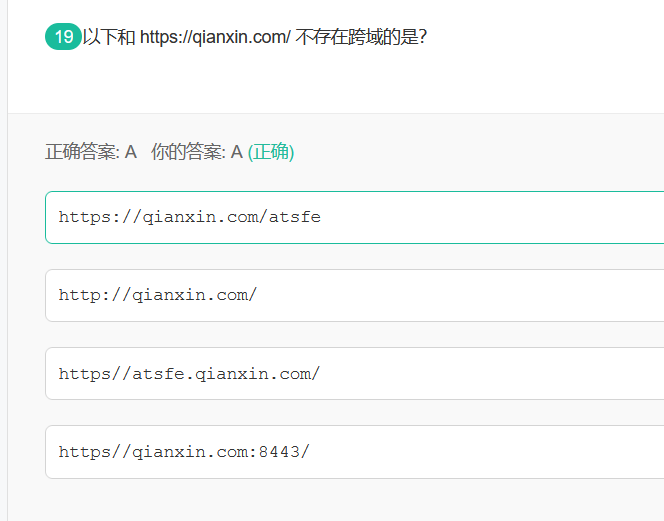 19 以下和 https://qianxin.com/ 不存在跨域的是?
正确答案: A 你的答案: A (正确)
https://qianxin.com/atsfe
http://qianxin.com/
https//atsfe.qianxin.com/
https//qianxin.com:8443/